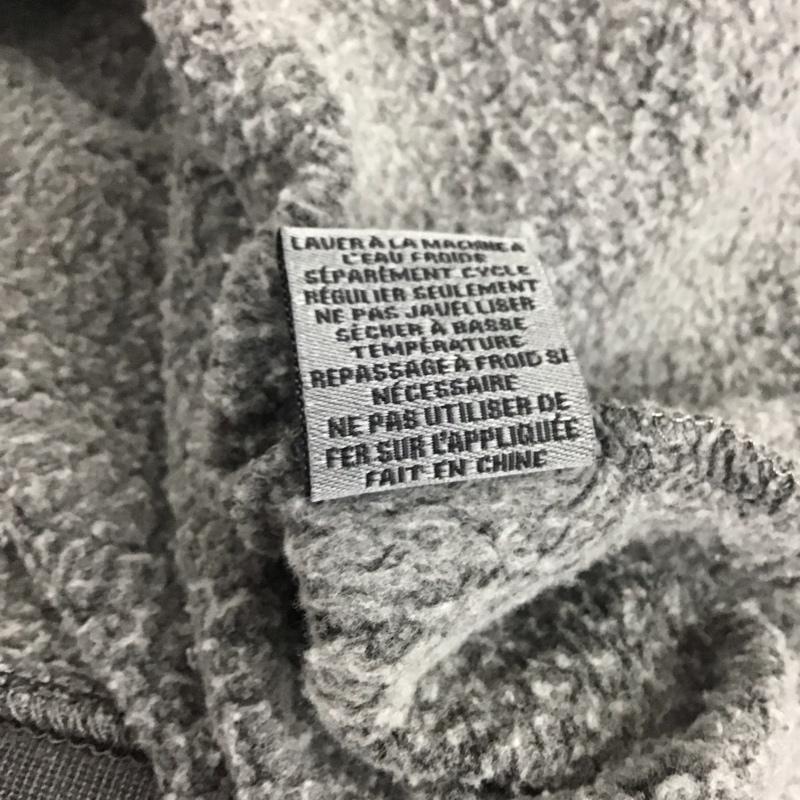 LAVER À LA MACHINE A
L'EAU FROIDE
SÉPARÉMENT CYCLE
RÉGULIER SEULEMENT
NE PAS JAVELLISER
SÉCHER À BASSE
TEMPÉRATURE
REPASSAGE À FROID SI
NÉCESSAIRE
NE PAS UTILISER DE
FER SUR L'APPLIQUÉE
FAIT EN CHINE